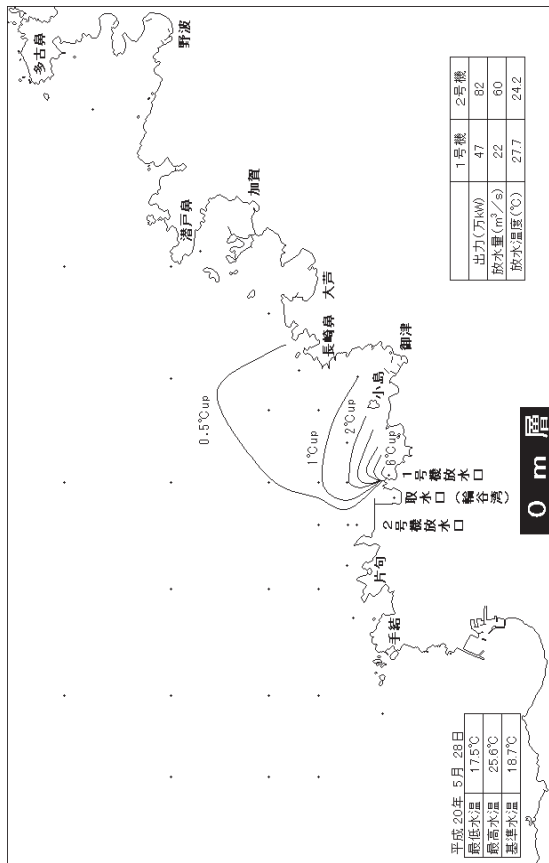 平成 20年 5月 28日
最低水温 17.5℃
最高水温 25.6℃
基準水温 18.7℃
0.5℃up
1℃up
2℃up
6℃up
多古鼻
野波
潜戸鼻
加賀
大芦
長崎鼻
御津
小島
1号機放水口
取水口 (輪谷湾)
2号機放水口
片句
手結
1号機 2号機
出力(万kW) 47 82
放水量(m³/s) 22 60
放水温度(℃) 27.7 24.2
0 m 層